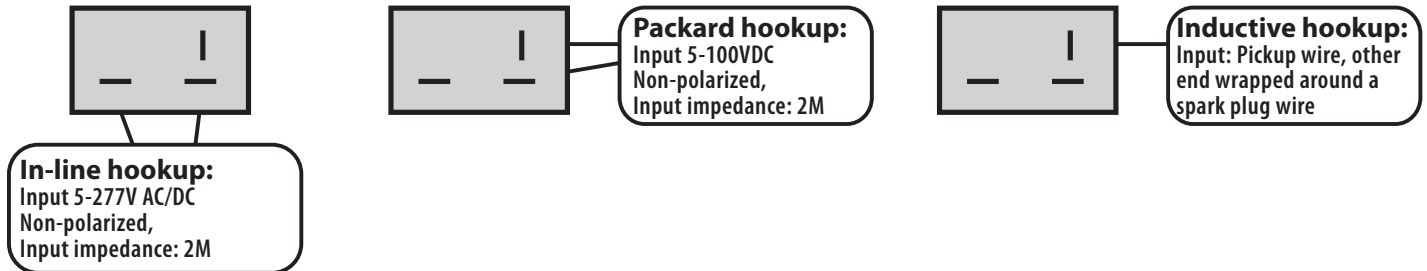 In-line hookup:
Input 5-277V AC/DC
Non-polarized,
Input impedance: 2M
Packard hookup:
Input 5-100VDC
Non-polarized,
Input impedance: 2M
Inductive hookup:
Input: Pickup wire, other
end wrapped around a
spark plug wire